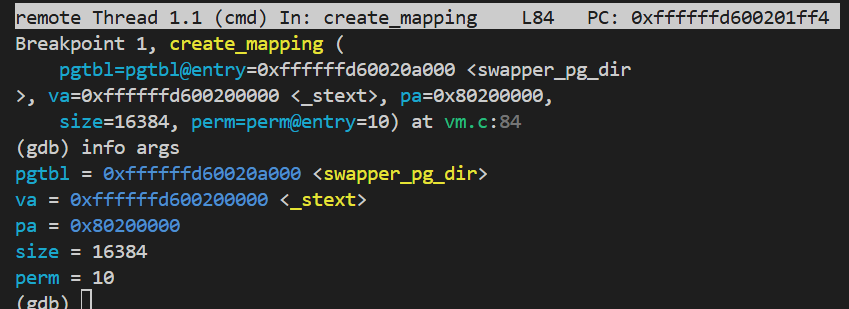 remote Thread 1.1 (cmd) In: create_mapping L84 PC: 0xffffffd600201ff4
Breakpoint 1, create_mapping (
pgtbl=pgtbl@entry=0xffffffd60020a000 <swapper_pg_dir
>, va=0xffffffd600200000 <_stext>, pa=0x80200000,
size=16384, perm=perm@entry=10) at vm.c:84
(gdb) info args
pgtbl = 0xffffffd60020a000 <swapper_pg_dir>
va = 0xffffffd600200000 <_stext>
pa = 0x80200000
size = 16384
perm = 10
(gdb)